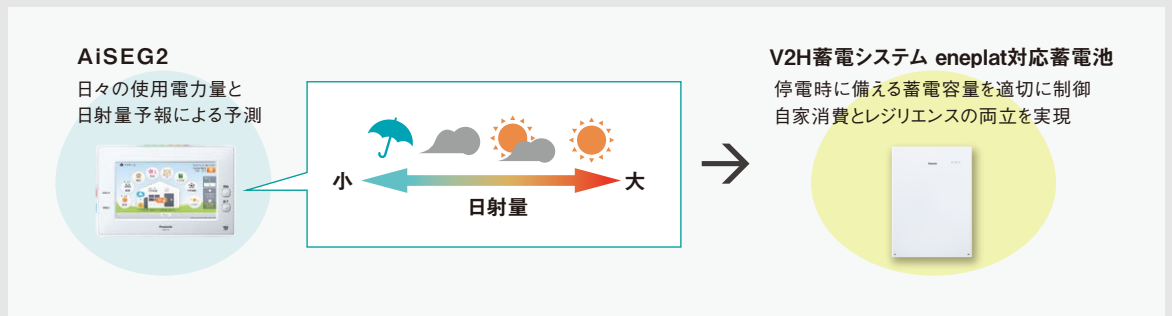 AiSEG2
日々の使用電力量と
日射量予報による予測
小
大
日射量
V2H蓄電システム eneplat対応蓄電池
停電時に備える蓄電容量を適切に制御
自家消費とレジリエンスの両立を実現
Panasonic
Panasonic